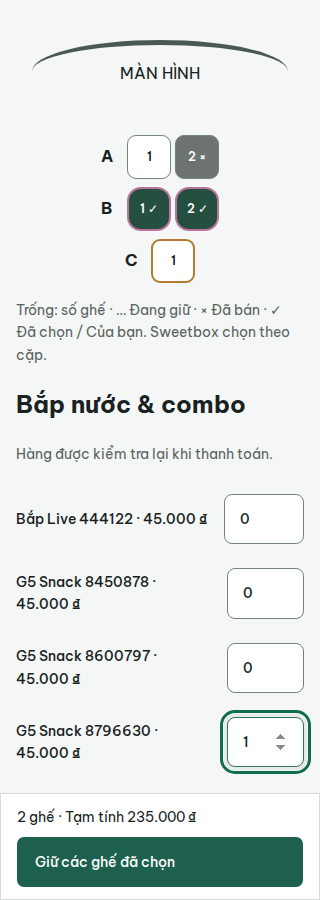 MÀN HÌNH
A 1 2 ×
B 1 ✓ 2 ✓
C 1
Trống: số ghế · … Đang giữ · × Đã bán · ✓
Đã chọn / Của bạn. Sweetbox chọn theo
cặp.
Bắp nước & combo
Hàng được kiểm tra lại khi thanh toán.
Bắp Live 444122 · 45.000 ₫ 0
G5 Snack 8450878 ·
45.000 ₫
0
G5 Snack 8600797 ·
45.000 ₫
0
G5 Snack 8796630 ·
45.000 ₫
1
2 ghế · Tạm tính 235.000 ₫
Giữ các ghế đã chọn